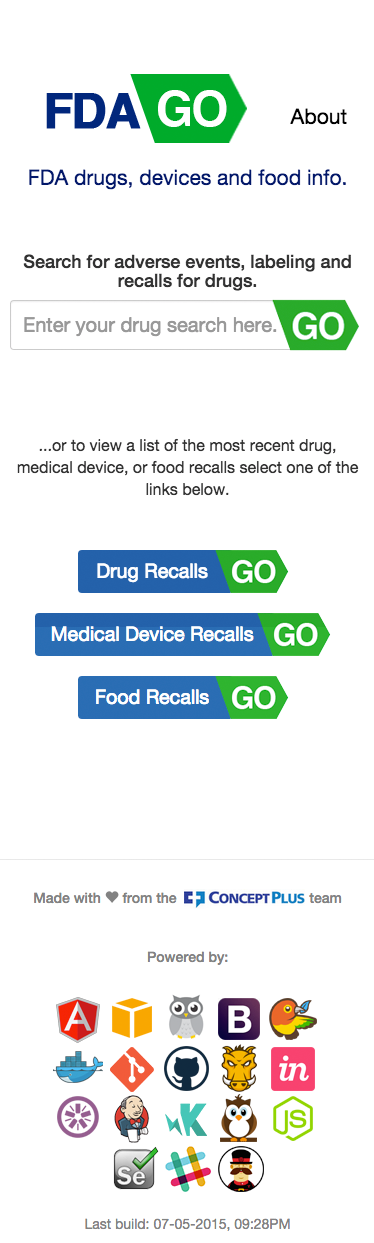 FDA GO
About
FDA drugs, devices and food info.
Search for adverse events, labeling and
recalls for drugs.
Enter your drug search here. GO
...or to view a list of the most recent drug,
medical device, or food recalls select one of the
links below.
Drug Recalls GO
Medical Device Recalls GO
Food Recalls GO
Made with ♥ from the CONCEPT PLUS team
Powered by:
A B
in
K JS
Se
Last build: 07-05-2015, 09:28PM